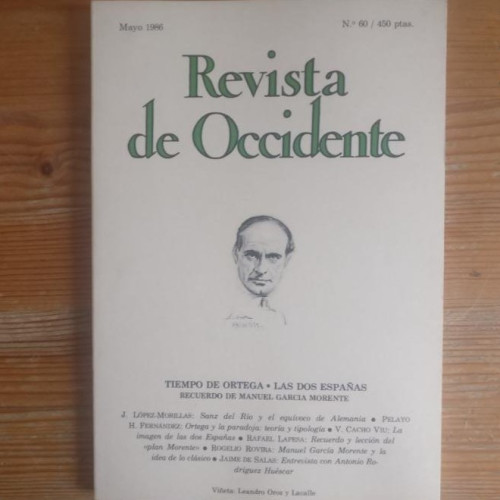 Mayo 1986
N.º 60 / 450 ptas.
Revista
de Occidente
TIEMPO DE ORTEGA • LAS DOS ESPAÑAS
RECUERDO DE MANUEL GARCIA MORENTE
J. LÓPEZ-MORILLAS: Sanz del Río y el equívoco de Alemania • PELAYO
H. FERNÁNDEZ: Ortega y la paradoja: teoría y tipología • V. CACHO VIU: La
imagen de las dos Españas • RAFAEL LAPESA: Recuerdo y lección del
«plan Morente» • ROGELIO ROVIRA: Manuel García Morente y la
idea de lo clásico • JAIME DE SALAS: Entrevista con Antonio Ro-
dríguez Huéscar
Viñeta: Leandro Oroz y Lacalle